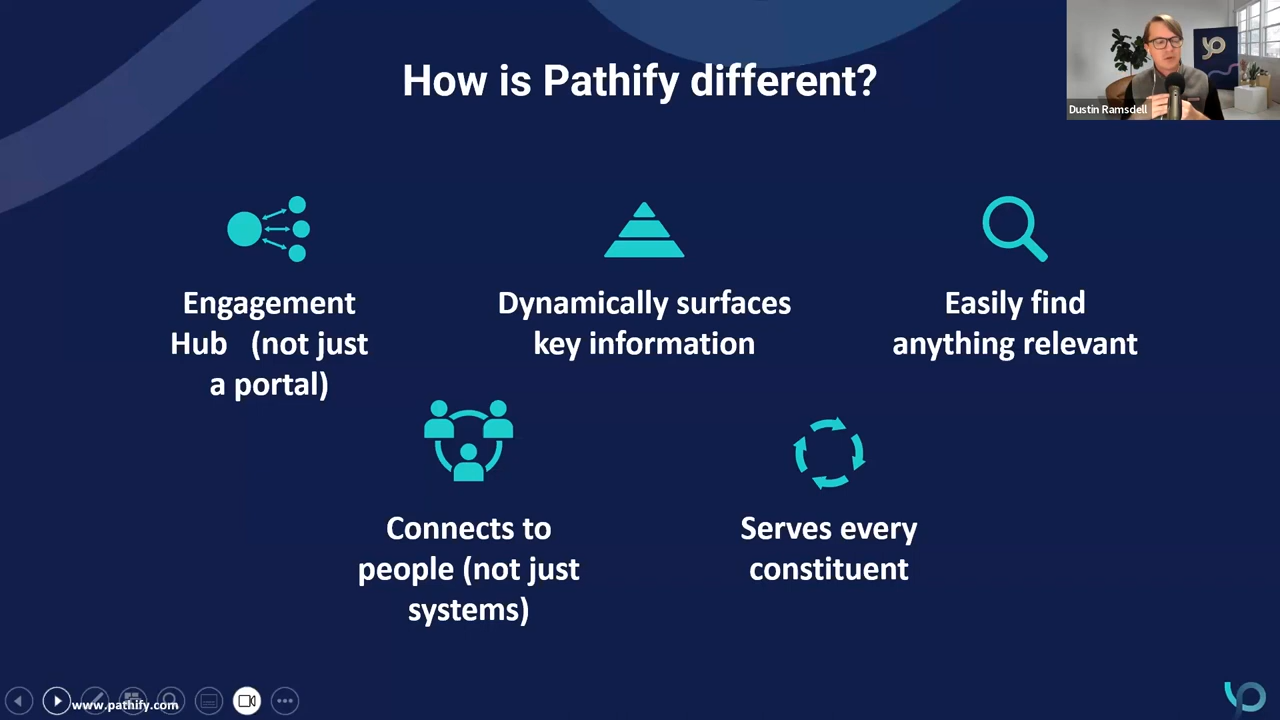 How is Pathify different?
Dustin Ramsdell
Engagement
Hub (not just
a portal)
Dynamically surfaces
key information
Easily find
anything relevant
Connects to
people (not just
systems)
Serves every
constituent
www.pathify.com